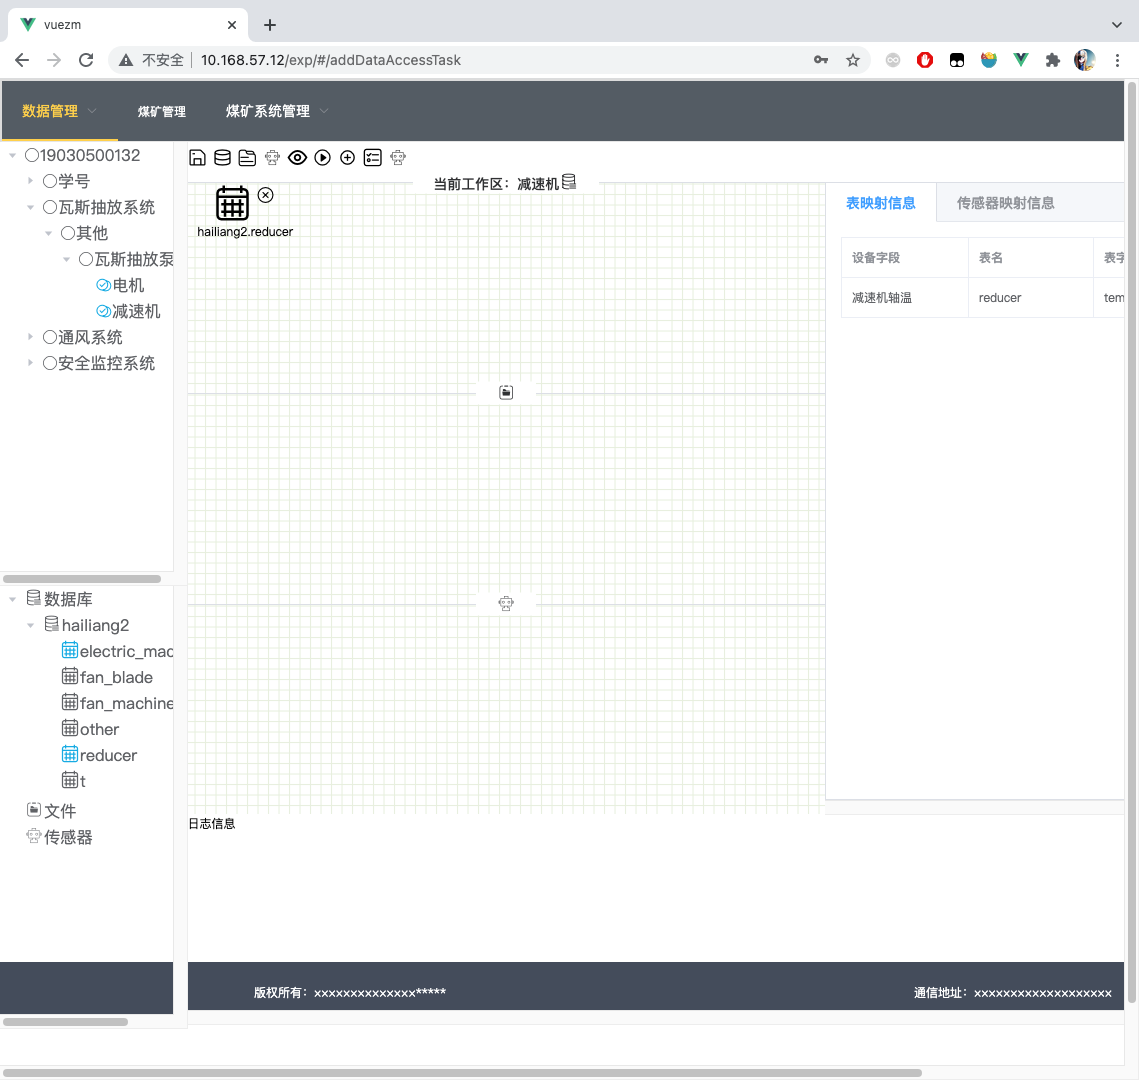 vuezm
不安全 10.168.57.12/exp/#/addDataAccessTask
数据管理 煤矿管理 煤矿系统管理
19030500132
学号
瓦斯抽放系统
其他
瓦斯抽放泵
电机
减速机
通风系统
安全监控系统
当前工作区：减速机
hailiang2.reducer
表映射信息 传感器映射信息
设备字段 表名 表字
减速机轴温 reducer tem
数据库
hailiang2
electric_mac
fan_blade
fan_machine
other
reducer
t
文件
传感器
日志信息
版权所有：xxxxxxxxxxxxxx***** 通信地址：xxxxxxxxxxxxxxxxxxx